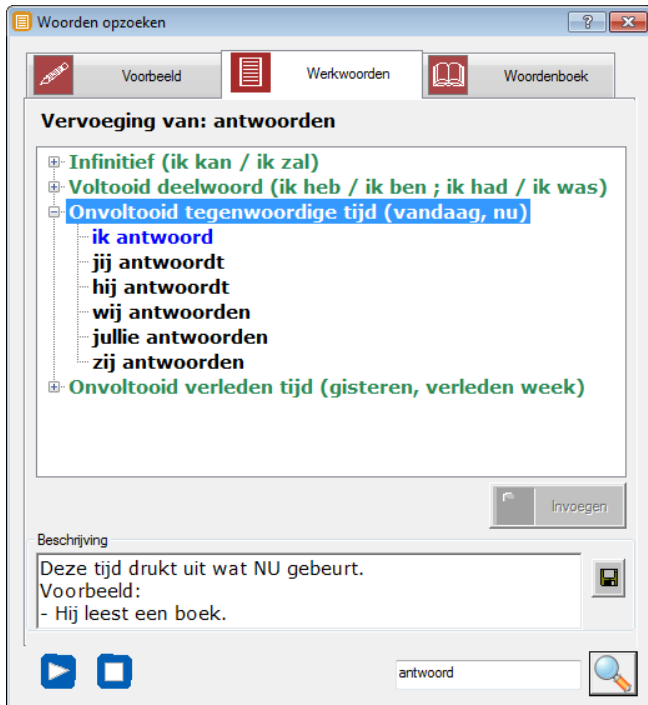 Woorden opzoeken
Voorbeeld
Werkwoorden
Woordenboek
Vervoeging van: antwoorden
Infinitief (ik kan / ik zal)
Voltooid deelwoord (ik heb / ik ben ; ik had / ik was)
Onvoltooid tegenwoordige tijd (vandaag, nu)
ik antwoord
jij antwoordt
hij antwoordt
wij antwoorden
jullie antwoorden
zij antwoorden
Onvoltooid verleden tijd (gisteren, verleden week)
Invoegen
Beschrijving
Deze tijd drukt uit wat NU gebeurt.
Voorbeeld:
- Hij leest een boek.
antwoord